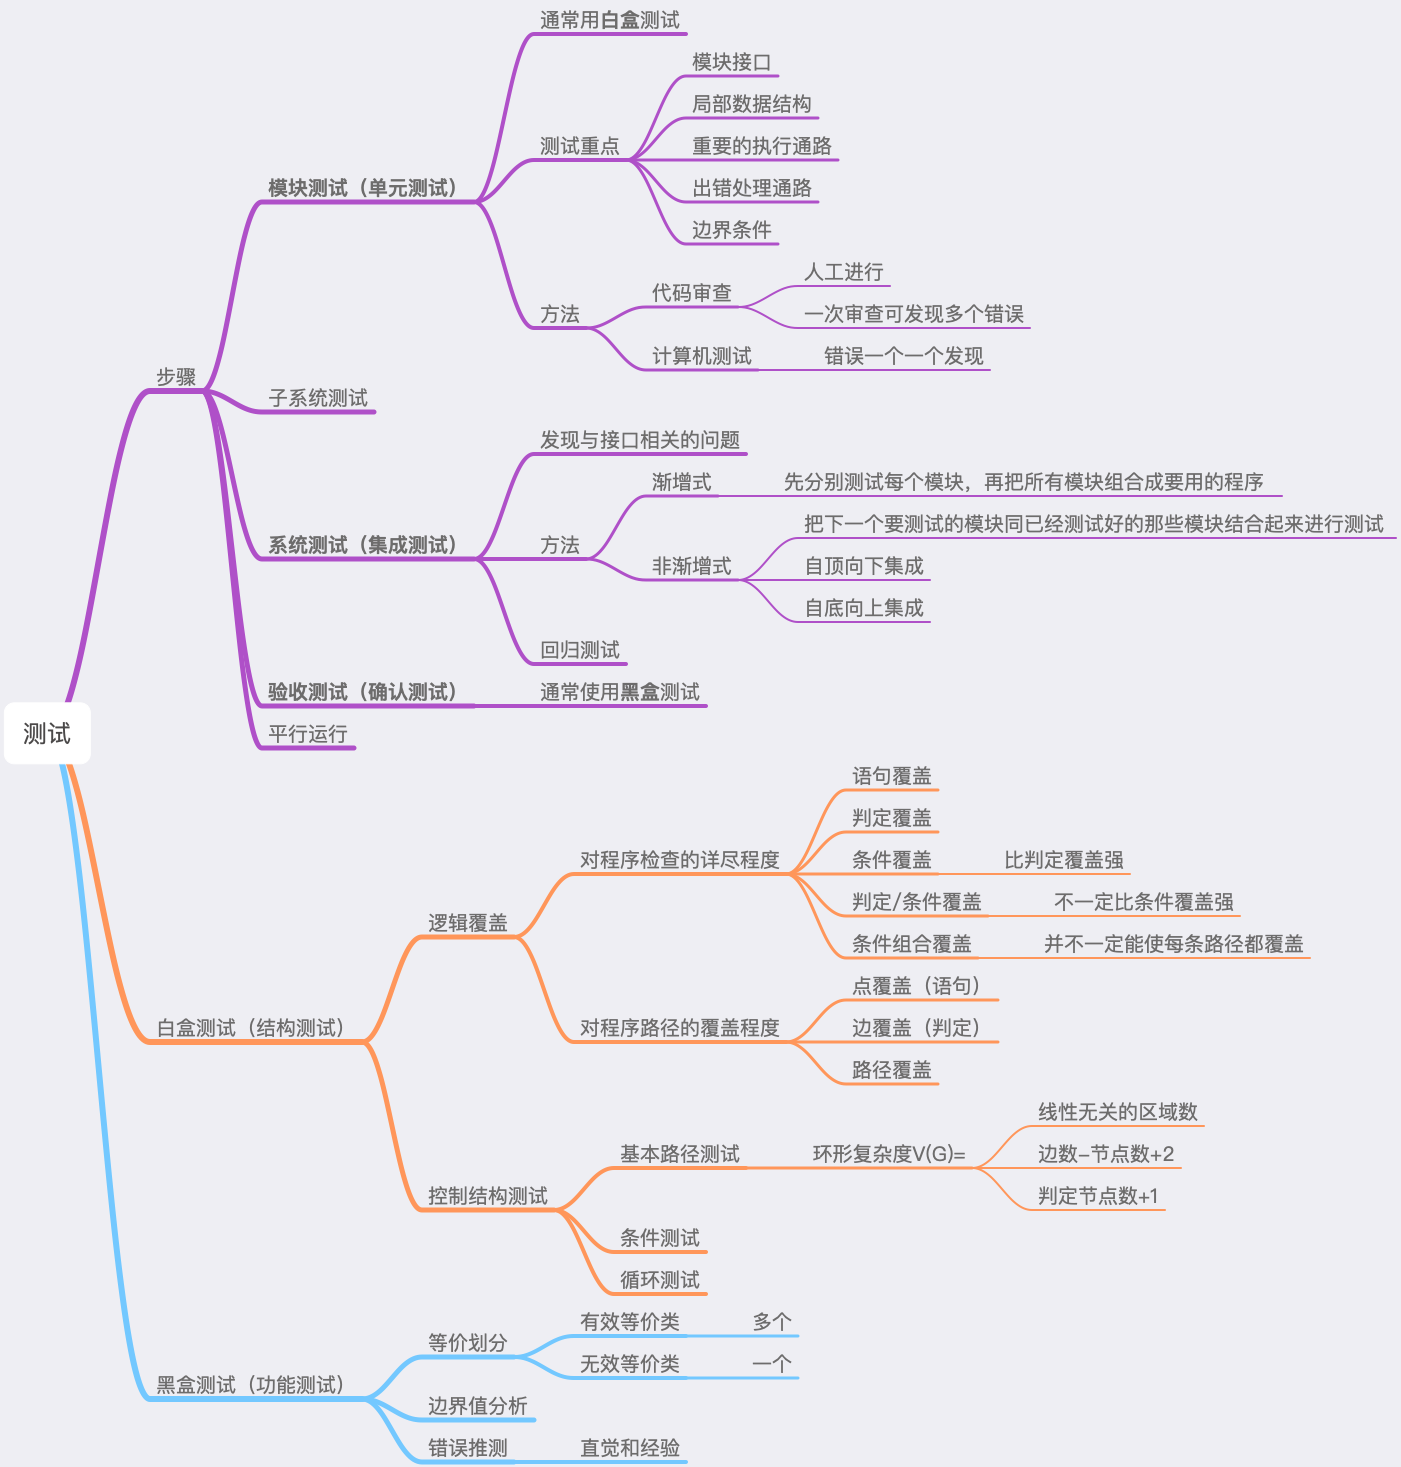 测试
步骤
模块测试（单元测试）
通常用白盒测试
测试重点
模块接口
局部数据结构
重要的执行通路
出错处理通路
边界条件
方法
代码审查
人工进行
一次审查可发现多个错误
计算机测试
错误一个一个发现
子系统测试
系统测试（集成测试）
发现与接口相关的问题
方法
渐增式
先分别测试每个模块，再把所有模块组合成要用的程序
非渐增式
把下一个要测试的模块同已经测试好的那些模块结合起来进行测试
自顶向下集成
自底向上集成
回归测试
验收测试（确认测试）
通常使用黑盒测试
平行运行
白盒测试（结构测试）
逻辑覆盖
对程序检查的详尽程度
语句覆盖
判定覆盖
条件覆盖
比判定覆盖强
判定/条件覆盖
不一定比条件覆盖强
条件组合覆盖
并不一定能使每条路径都覆盖
对程序路径的覆盖程度
点覆盖（语句）
边覆盖（判定）
路径覆盖
控制结构测试
基本路径测试
环形复杂度V(G)=
线性无关的区域数
边数-节点数+2
判定节点数+1
条件测试
循环测试
黑盒测试（功能测试）
等价划分
有效等价类
多个
无效等价类
一个
边界值分析
错误推测
直觉和经验